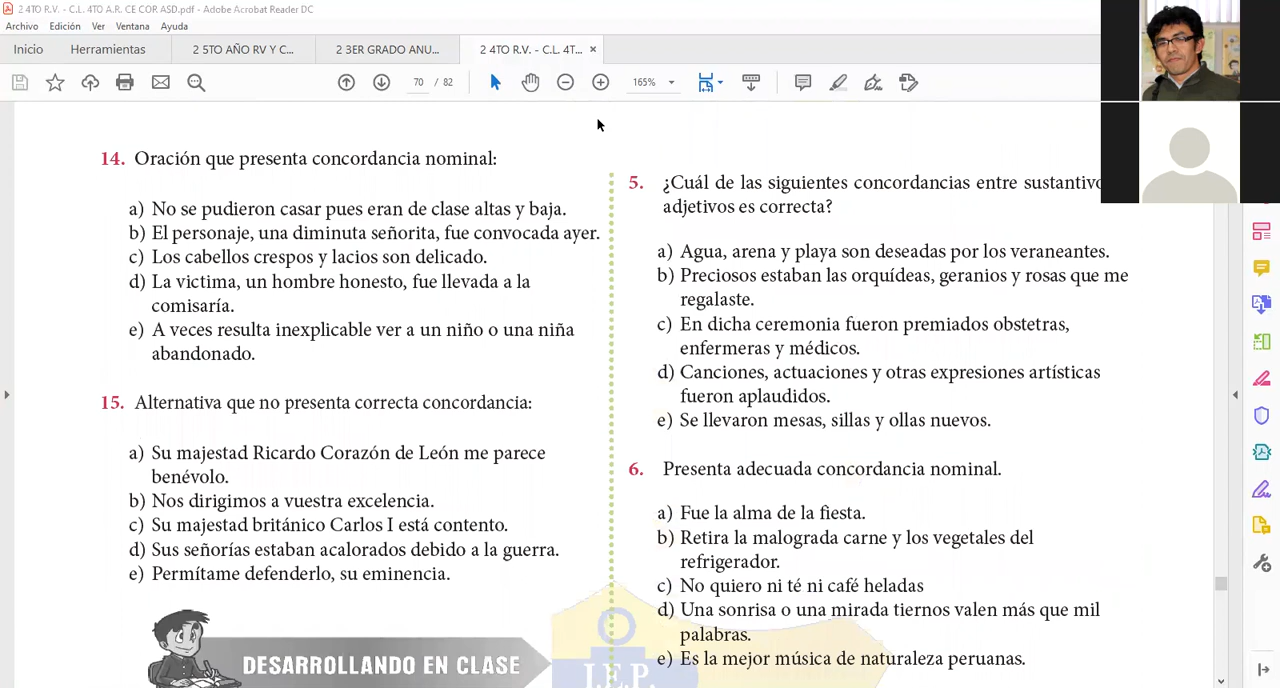 2 4TO R.V. - C.L. 4TO A.R. CE COR ASD.pdf - Adobe Acrobat Reader DC
Archivo Edición Ver Ventana Ayuda
Inicio Herramientas 2 5TO AÑO RV Y C... 2 3ER GRADO ANU... 2 4TO R.V. - C.L. 4T... ×
70 / 82 165%
14. Oración que presenta concordancia nominal:
a) No se pudieron casar pues eran de clase altas y baja.
b) El personaje, una diminuta señorita, fue convocada ayer.
c) Los cabellos crespos y lacios son delicado.
d) La victima, un hombre honesto, fue llevada a la
comisaría.
e) A veces resulta inexplicable ver a un niño o una niña
abandonado.
15. Alternativa que no presenta correcta concordancia:
a) Su majestad Ricardo Corazón de León me parece
benévolo.
b) Nos dirigimos a vuestra excelencia.
c) Su majestad británico Carlos I está contento.
d) Sus señorías estaban acalorados debido a la guerra.
e) Permítame defenderlo, su eminencia.
DESARROLLANDO EN CLASE
5. ¿Cuál de las siguientes concordancias entre sustantivo
adjetivos es correcta?
a) Agua, arena y playa son deseadas por los veraneantes.
b) Preciosos estaban las orquídeas, geranios y rosas que me
regalaste.
c) En dicha ceremonia fueron premiados obstetras,
enfermeras y médicos.
d) Canciones, actuaciones y otras expresiones artísticas
fueron aplaudidos.
e) Se llevaron mesas, sillas y ollas nuevos.
6. Presenta adecuada concordancia nominal.
a) Fue la alma de la fiesta.
b) Retira la malograda carne y los vegetales del
refrigerador.
c) No quiero ni té ni café heladas
d) Una sonrisa o una mirada tiernos valen más que mil
palabras.
e) Es la mejor música de naturaleza peruanas.
I.E.P.